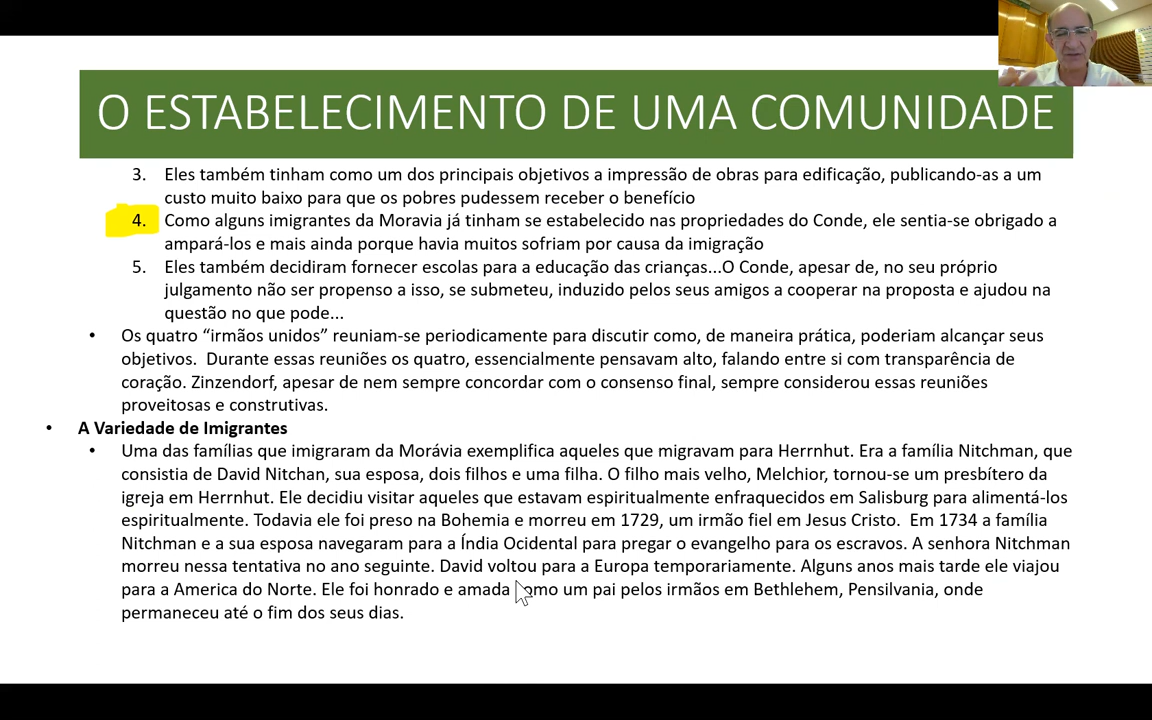 O ESTABELECIMENTO DE UMA COMUNIDADE
3. Eles também tinham como um dos principais objetivos a impressão de obras para edificação, publicando-as a um
custo muito baixo para que os pobres pudessem receber o benefício
4. Como alguns imigrantes da Moravia já tinham se estabelecido nas propriedades do Conde, ele sentia-se obrigado a
ampará-los e mais ainda porque havia muitos sofriam por causa da imigração
5. Eles também decidiram fornecer escolas para a educação das crianças...O Conde, apesar de, no seu próprio
julgamento não ser propenso a isso, se submeteu, induzido pelos seus amigos a cooperar na proposta e ajudou na
questão no que pode...
• Os quatro “irmãos unidos” reuniam-se periodicamente para discutir como, de maneira prática, poderiam alcançar seus
objetivos. Durante essas reuniões os quatro, essencialmente pensavam alto, falando entre si com transparência de
coração. Zinzendorf, apesar de nem sempre concordar com o consenso final, sempre considerou essas reuniões
proveitosas e construtivas.
• A Variedade de Imigrantes
• Uma das famílias que imigraram da Morávia exemplifica aqueles que migravam para Herrnhut. Era a família Nitchman, que
consistia de David Nitchan, sua esposa, dois filhos e uma filha. O filho mais velho, Melchior, tornou-se um presbítero da
igreja em Herrnhut. Ele decidiu visitar aqueles que estavam espiritualmente enfraquecidos em Salisburg para alimentá-los
espiritualmente. Todavia ele foi preso na Bohemia e morreu em 1729, um irmão fiel em Jesus Cristo. Em 1734 a família
Nitchman e a sua esposa navegaram para a Índia Ocidental para pregar o evangelho para os escravos. A senhora Nitchman
morreu nessa tentativa no ano seguinte. David voltou para a Europa temporariamente. Alguns anos mais tarde ele viajou
para a America do Norte. Ele foi honrado e amada como um pai pelos irmãos em Bethlehem, Pensilvania, onde
permaneceu até o fim dos seus dias.